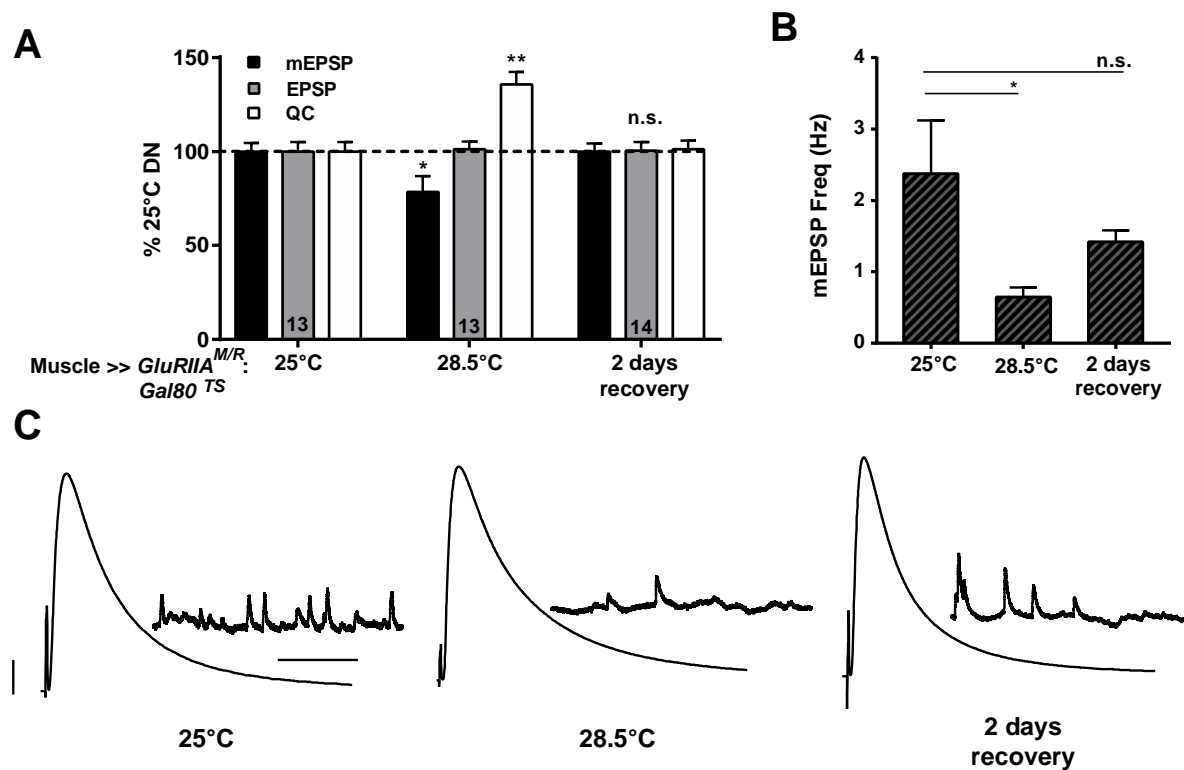 A
150
mEPSP
EPSP
QC
100
50
0
% 25°C DN
*
**
n.s.
13
13
14
25°C
28.5°C
2 days
recovery
Muscle >> GluRIIA M/R :
Gal80 TS
B
n.s.
*
4
3
2
1
0
mEPSP Freq (Hz)
25°C
28.5°C
2 days
recovery
C
25°C
28.5°C
2 days
recovery